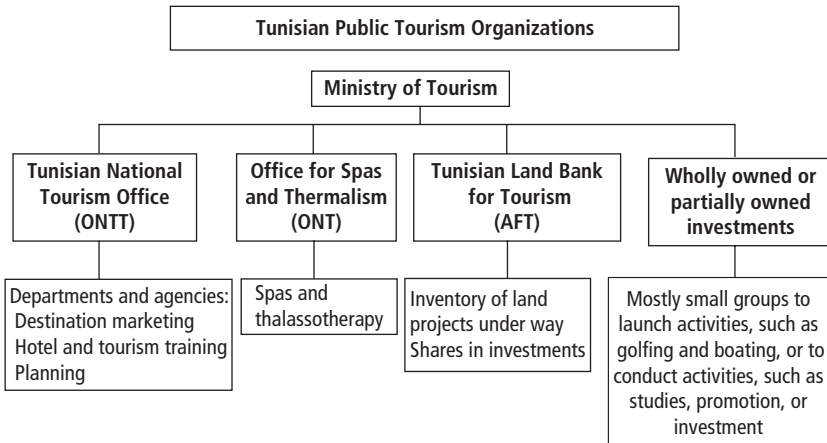 Tunisian Public Tourism Organizations
Ministry of Tourism
Tunisian National
Tourism Office
(ONTT)
Office for Spas
and Thermalism
(ONT)
Tunisian Land Bank
for Tourism
(AFT)
Wholly owned or
partially owned
investments
Departments and agencies:
Destination marketing
Hotel and tourism training
Planning
Spas and
thalassotherapy
Inventory of land
projects under way
Shares in investments
Mostly small groups to
launch activities, such as
golfing and boating, or to
conduct activities, such as
studies, promotion, or
investment